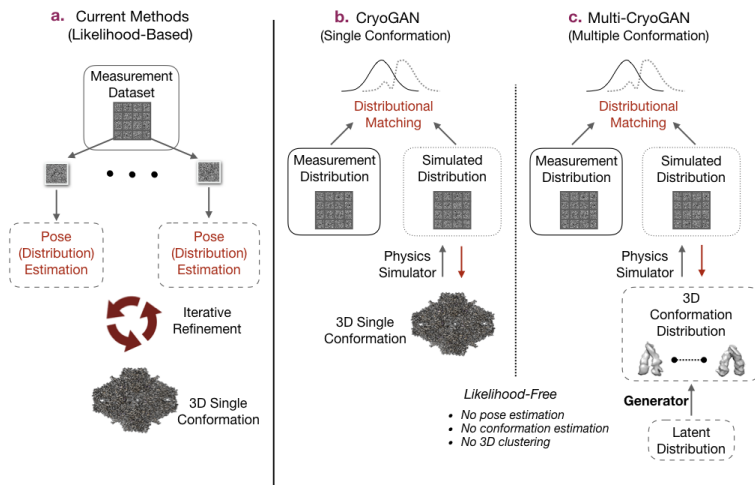 a. Current Methods
(Likelihood-Based)
Measurement
Dataset
Pose
(Distribution)
Estimation
Pose
(Distribution)
Estimation
Iterative
Refinement
3D Single
Conformation
b. CryoGAN
(Single Conformation)
Distributional
Matching
Measurement
Distribution
Simulated
Distribution
Physics
Simulator
3D Single
Conformation
Likelihood-Free
• No pose estimation
• No conformation estimation
• No 3D clustering
c. Multi-CryoGAN
(Multiple Conformation)
Distributional
Matching
Measurement
Distribution
Simulated
Distribution
Physics
Simulator
3D
Conformation
Distribution
Generator
Latent
Distribution